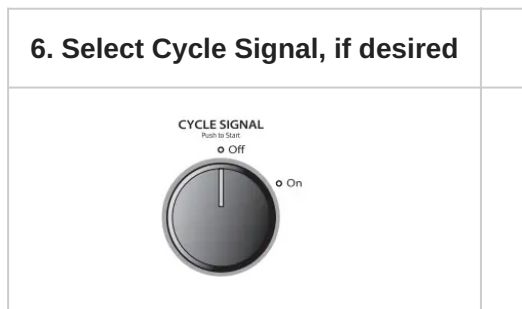 6. Select Cycle Signal, if desired
CYCLE SIGNAL
Push to Start
Off
On